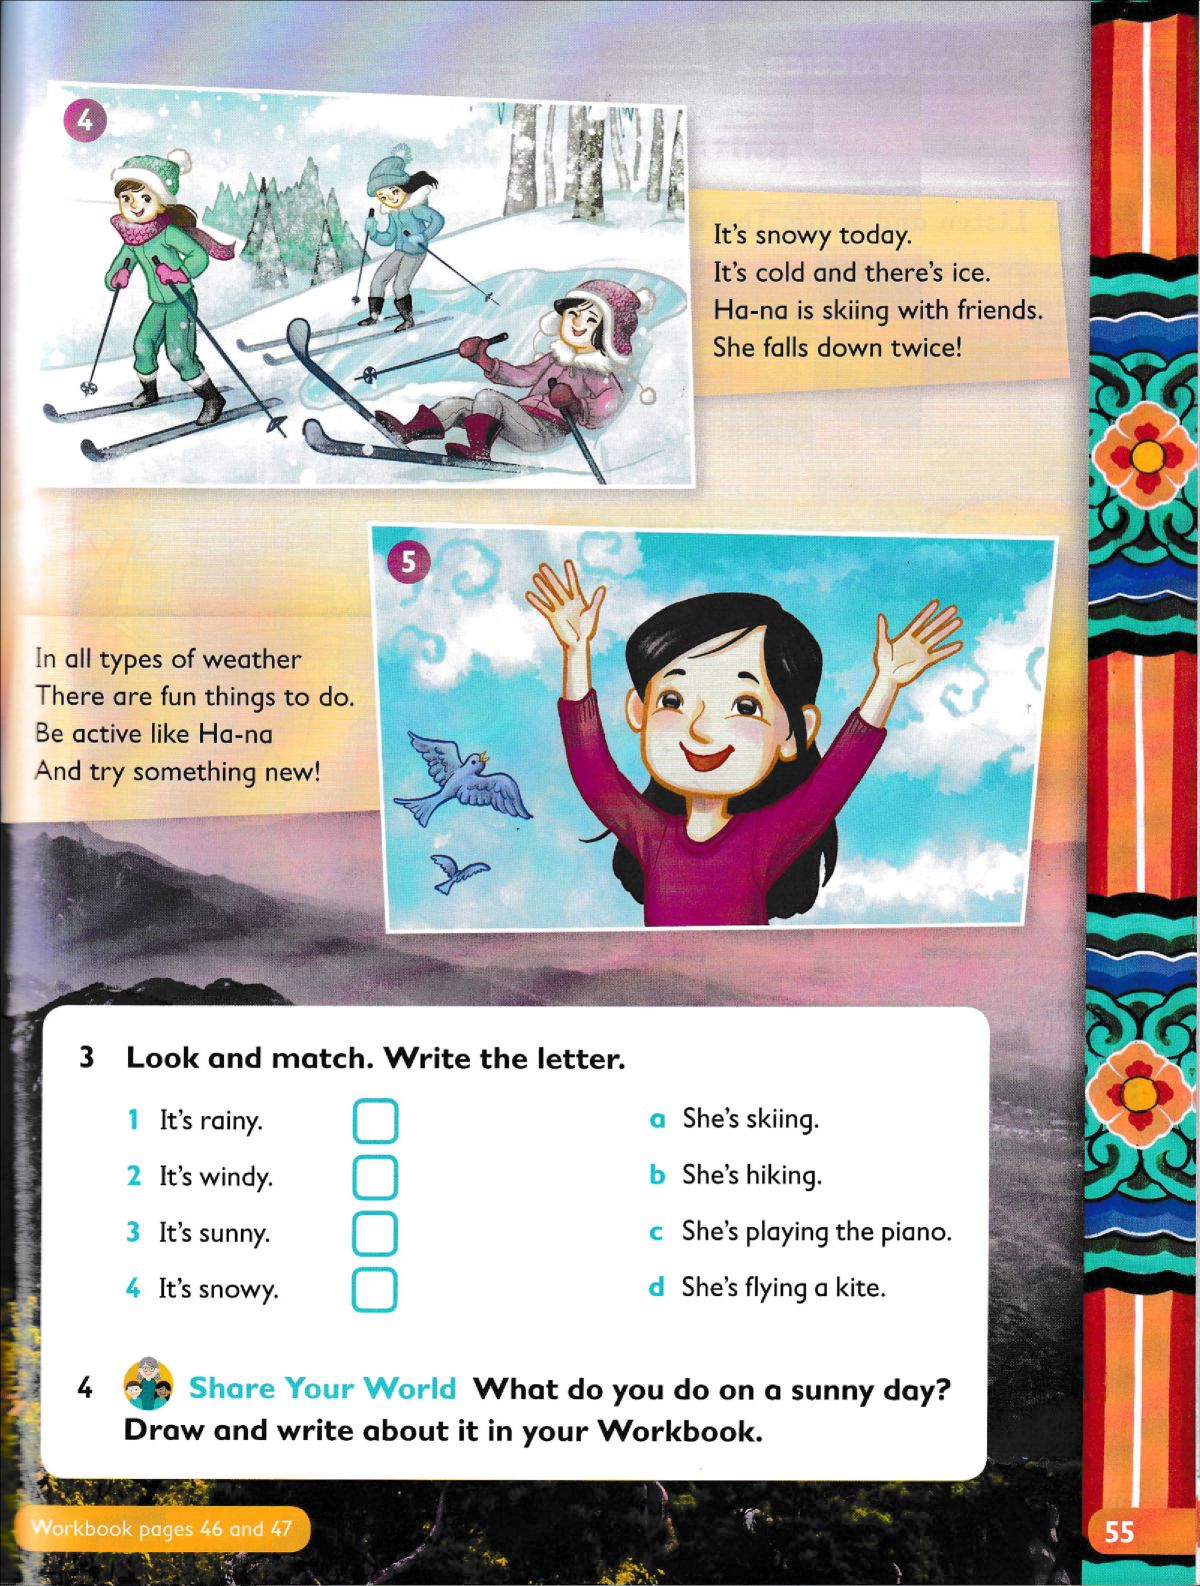 4
It's snowy today.
It's cold and there's ice.
Ha-na is skiing with friends.
She falls down twice!
5
In all types of weather
There are fun things to do.
Be active like Ha-na
And try something new!
3 Look and match. Write the letter.
1 It's rainy.
2 It's windy.
3 It's sunny.
4 It's snowy.
a She's skiing.
b She's hiking.
c She's playing the piano.
d She's flying a kite.
4 Share Your World What do you do on a sunny day?
Draw and write about it in your Workbook.
Workbook pages 46 and 47
55